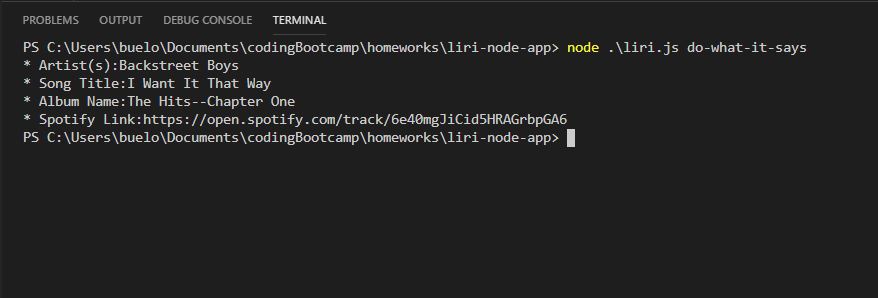 PROBLEMS OUTPUT DEBUG CONSOLE TERMINAL
PS C:\Users\buelo\Documents\codingBootcamp\homeworks\liri-node-app> node .\liri.js do-what-it-says
* Artist(s):Backstreet Boys
* Song Title:I Want It That Way
* Album Name:The Hits--Chapter One
* Spotify Link:https://open.spotify.com/track/6e40mgJiCid5HRAGrbpGA6
PS C:\Users\buelo\Documents\codingBootcamp\homeworks\liri-node-app>